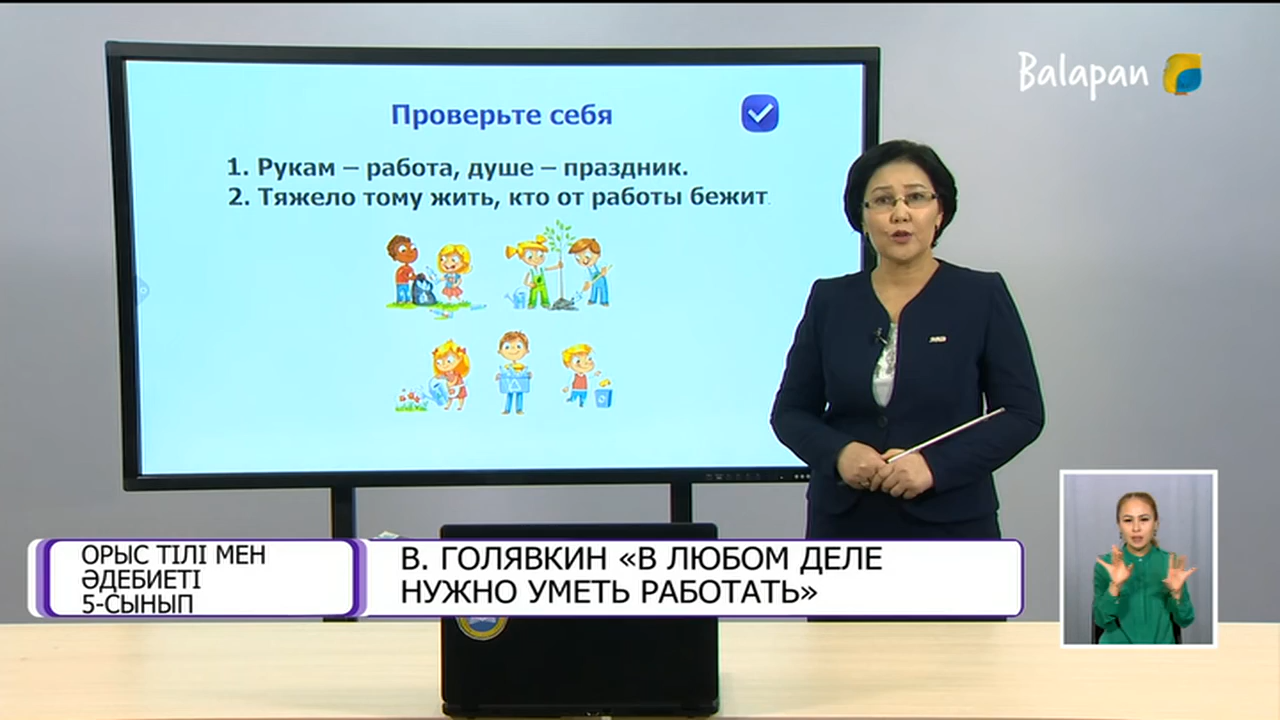 Balapan
Проверьте себя
1. Рукам – работа, душе – праздник.
2. Тяжело тому жить, кто от работы бежит
ОРЫС ТІЛІ МЕН
ӘДЕБИЕТІ
5-СЫНЫП
В. ГОЛЯВКИН «В ЛЮБОМ ДЕЛЕ
НУЖНО УМЕТЬ РАБОТАТЬ»